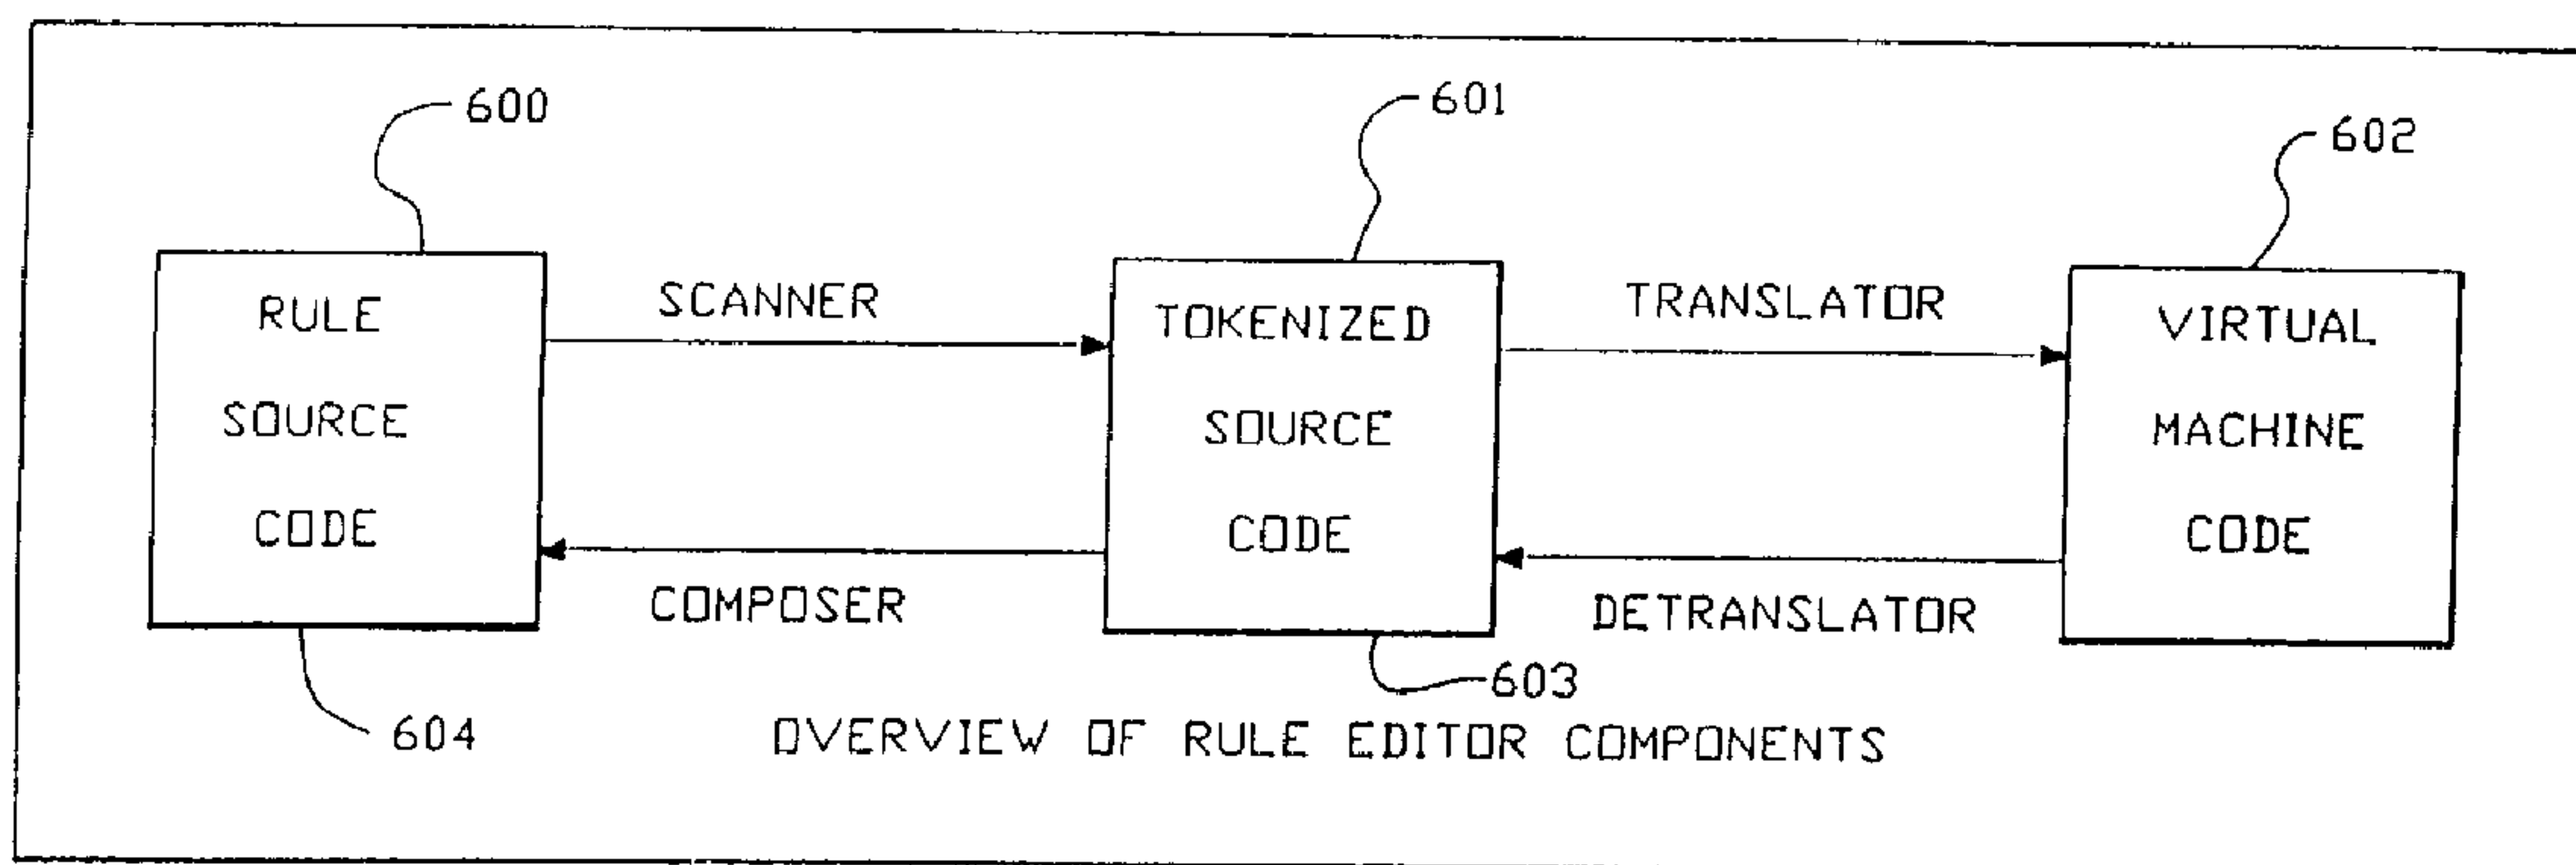 600
601
602
RULE
SOURCE
CODE
SCANNER
TOKENIZED
SOURCE
CODE
TRANSLATOR
VIRTUAL
MACHINE
CODE
COMPOSER
DETRANSLATOR
604
603
OVERVIEW OF RULE EDITOR COMPONENTS